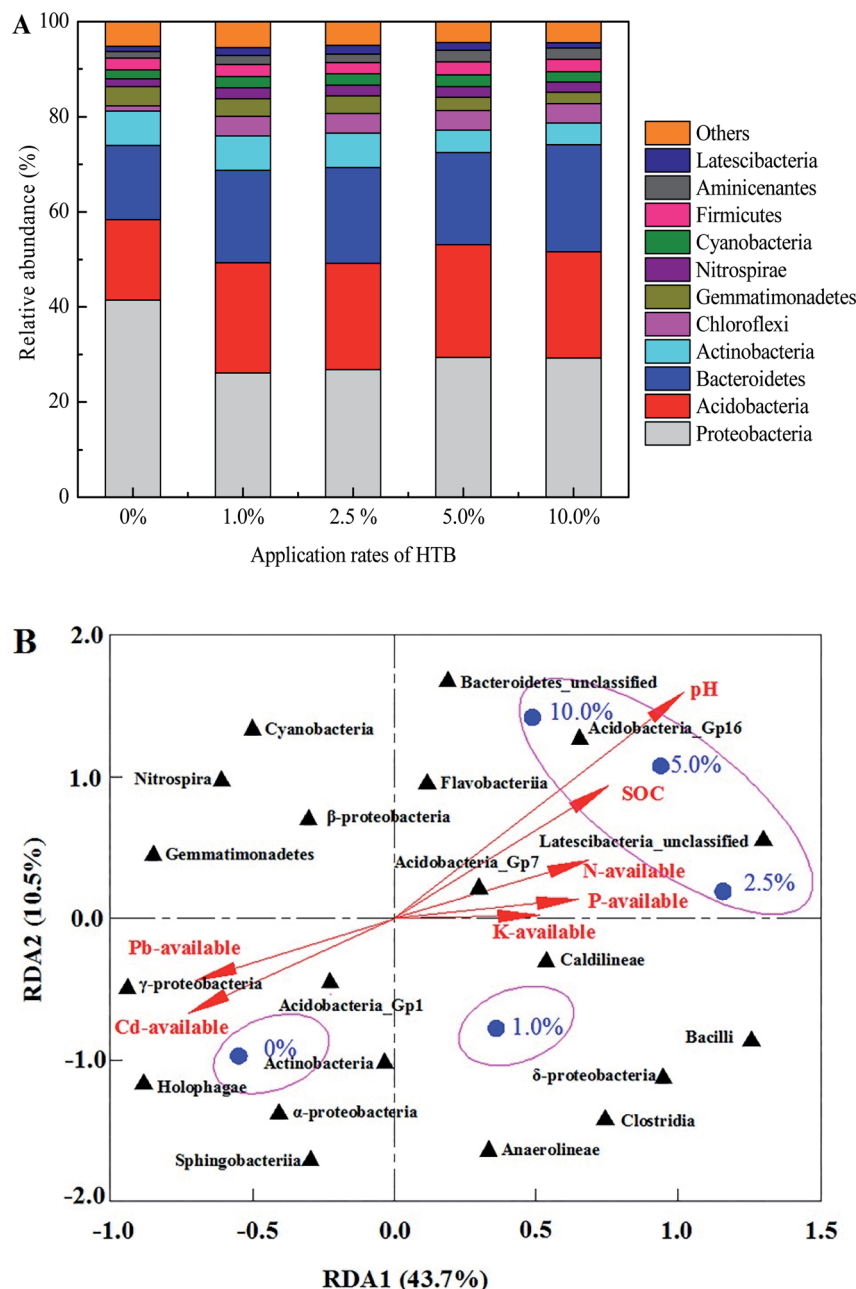 A
100
80
60
40
20
0
Relative abundance (%)
0%
1.0%
2.5 %
5.0%
10.0%
Application rates of HTB
Others
Latescibacteria
Aminicenantes
Firmicutes
Cyanobacteria
Nitrospirae
Gemmatimonadetes
Chloroflexi
Actinobacteria
Bacteroidetes
Acidobacteria
Proteobacteria
B
2.0
1.0
0.0
-1.0
-2.0
RDA2 (10.5%)
Bacteroidetes_unclassified
pH
10.0%
Cyanobacteria
Acidobacteria_Gp16
5.0%
Nitrospira
Flavobacteriia
SOC
β-proteobacteria
Latescibacteria_unclassified
Gemmatimonadetes
Acidobacteria_Gp7
N-available
2.5%
P-available
K-available
Pb-available
Caldilineae
γ-proteobacteria
Acidobacteria_Gp1
Cd-available
1.0%
Bacilli
0%
Actinobacteria
δ-proteobacteria
Holophagae
α-proteobacteria
Clostridia
Sphingobacteriia
Anaerolineae
-1.0
-0.5
0.0
0.5
1.0
1.5
RDA1 (43.7%)